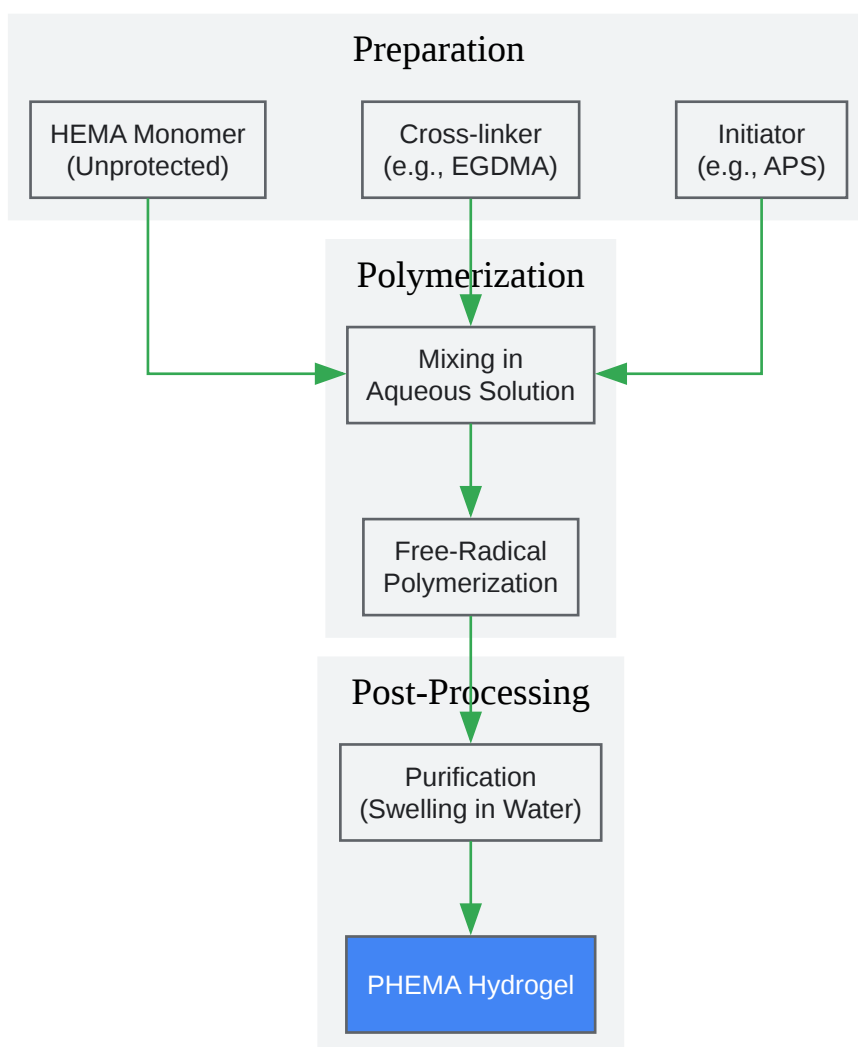 Preparation
HEMA Monomer
(Unprotected)
Cross-linker
(e.g., EGDMA)
Initiator
(e.g., APS)
Polymerization
Mixing in
Aqueous Solution
Free-Radical
Polymerization
Post-Processing
Purification
(Swelling in Water)
PHEMA Hydrogel